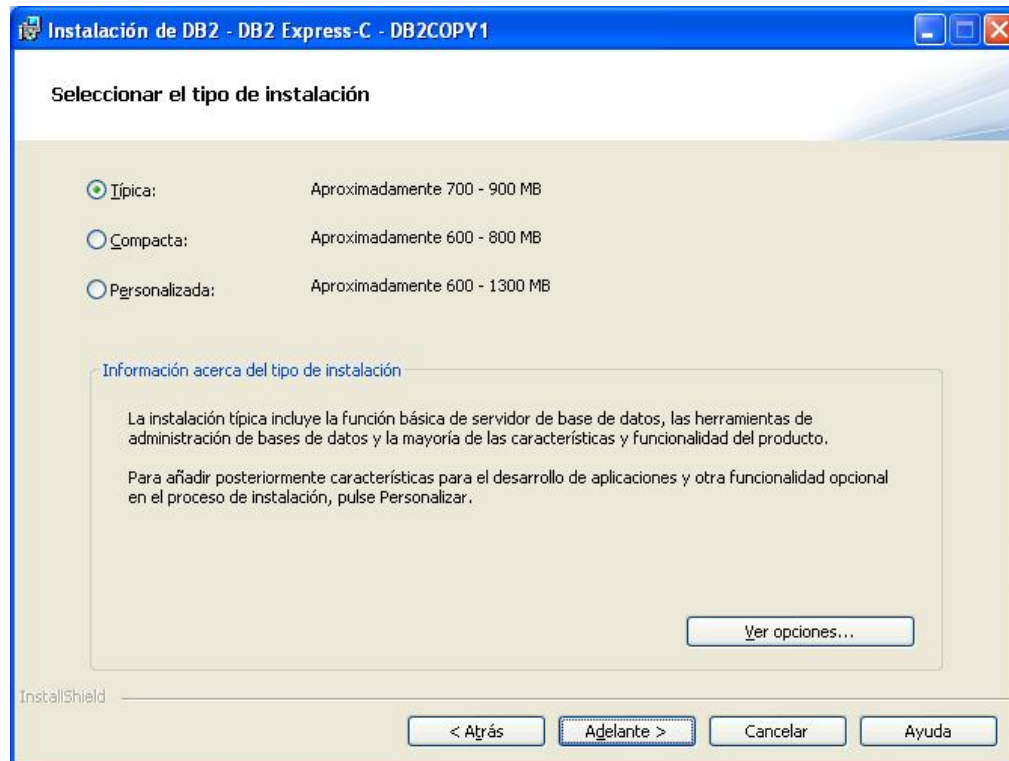 Instalación de DB2 - DB2 Express-C - DB2COPY1
Seleccionar el tipo de instalación
Típica: Aproximadamente 700 - 900 MB
Compacta: Aproximadamente 600 - 800 MB
Personalizada: Aproximadamente 600 - 1300 MB
Información acerca del tipo de instalación
La instalación típica incluye la función básica de servidor de base de datos, las herramientas de
administración de bases de datos y la mayoría de las características y funcionalidad del producto.
Para añadir posteriormente características para el desarrollo de aplicaciones y otra funcionalidad opcional
en el proceso de instalación, pulse Personalizar.
Ver opciones...
InstallShield
< Atrás Adelante > Cancelar Ayuda